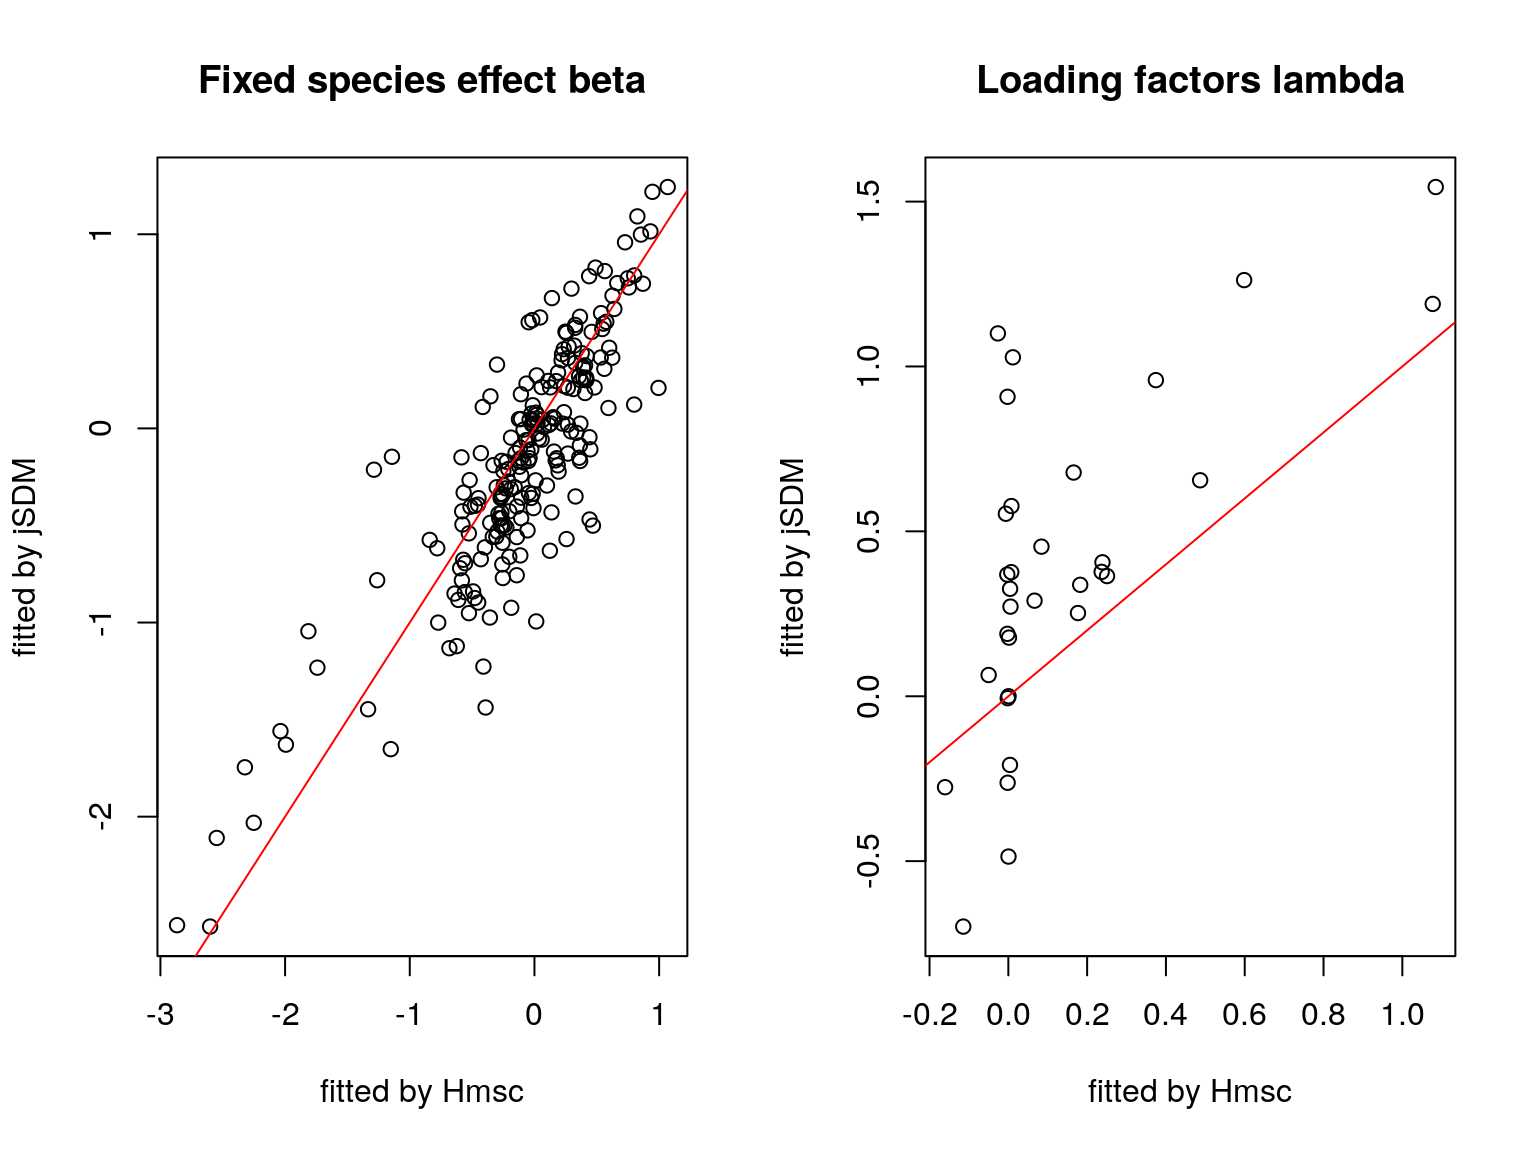 Fixed species effect beta
fitted by jSDM
1
0
-1
-2
-3 -2 -1 0 1
fitted by Hmsc
Loading factors lambda
fitted by jSDM
1.5
1.0
0.5
0.0
-0.5
-0.2 0.0 0.2 0.4 0.6 0.8 1.0
fitted by Hmsc